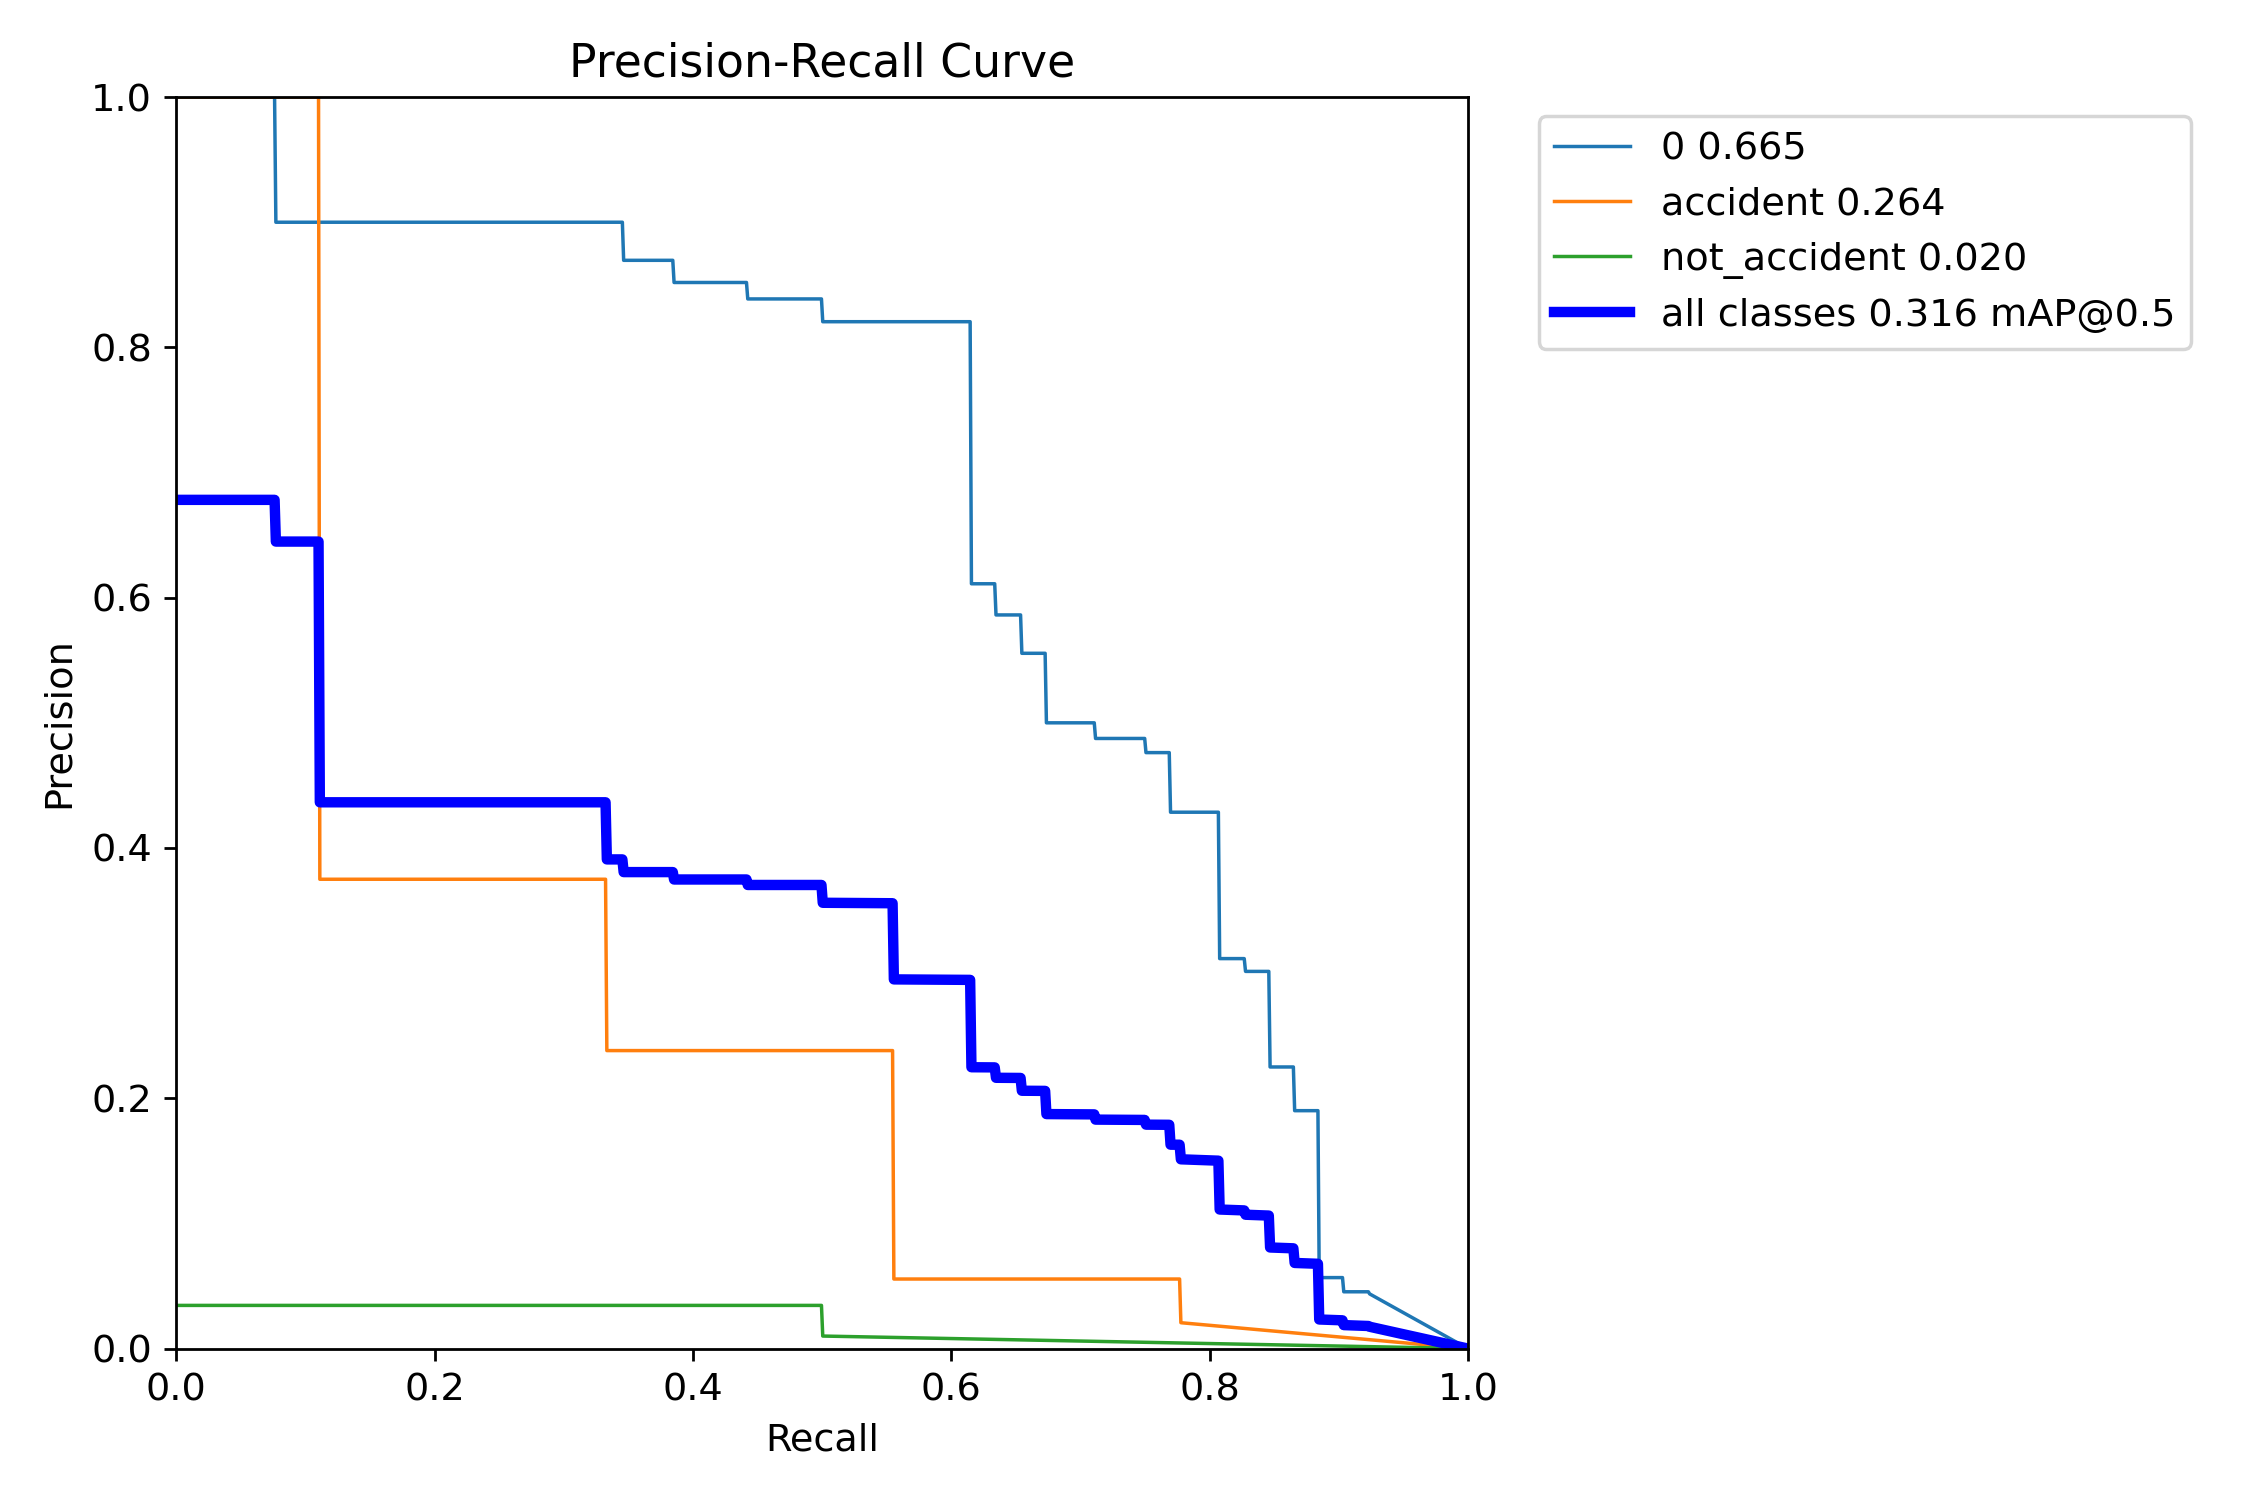 Precision-Recall Curve
1.0
0.8
0.6
0.4
0.2
0.0
Precision
0.0 0.2 0.4 0.6 0.8 1.0
Recall
0 0.665
accident 0.264
not_accident 0.020
all classes 0.316 mAP@0.5